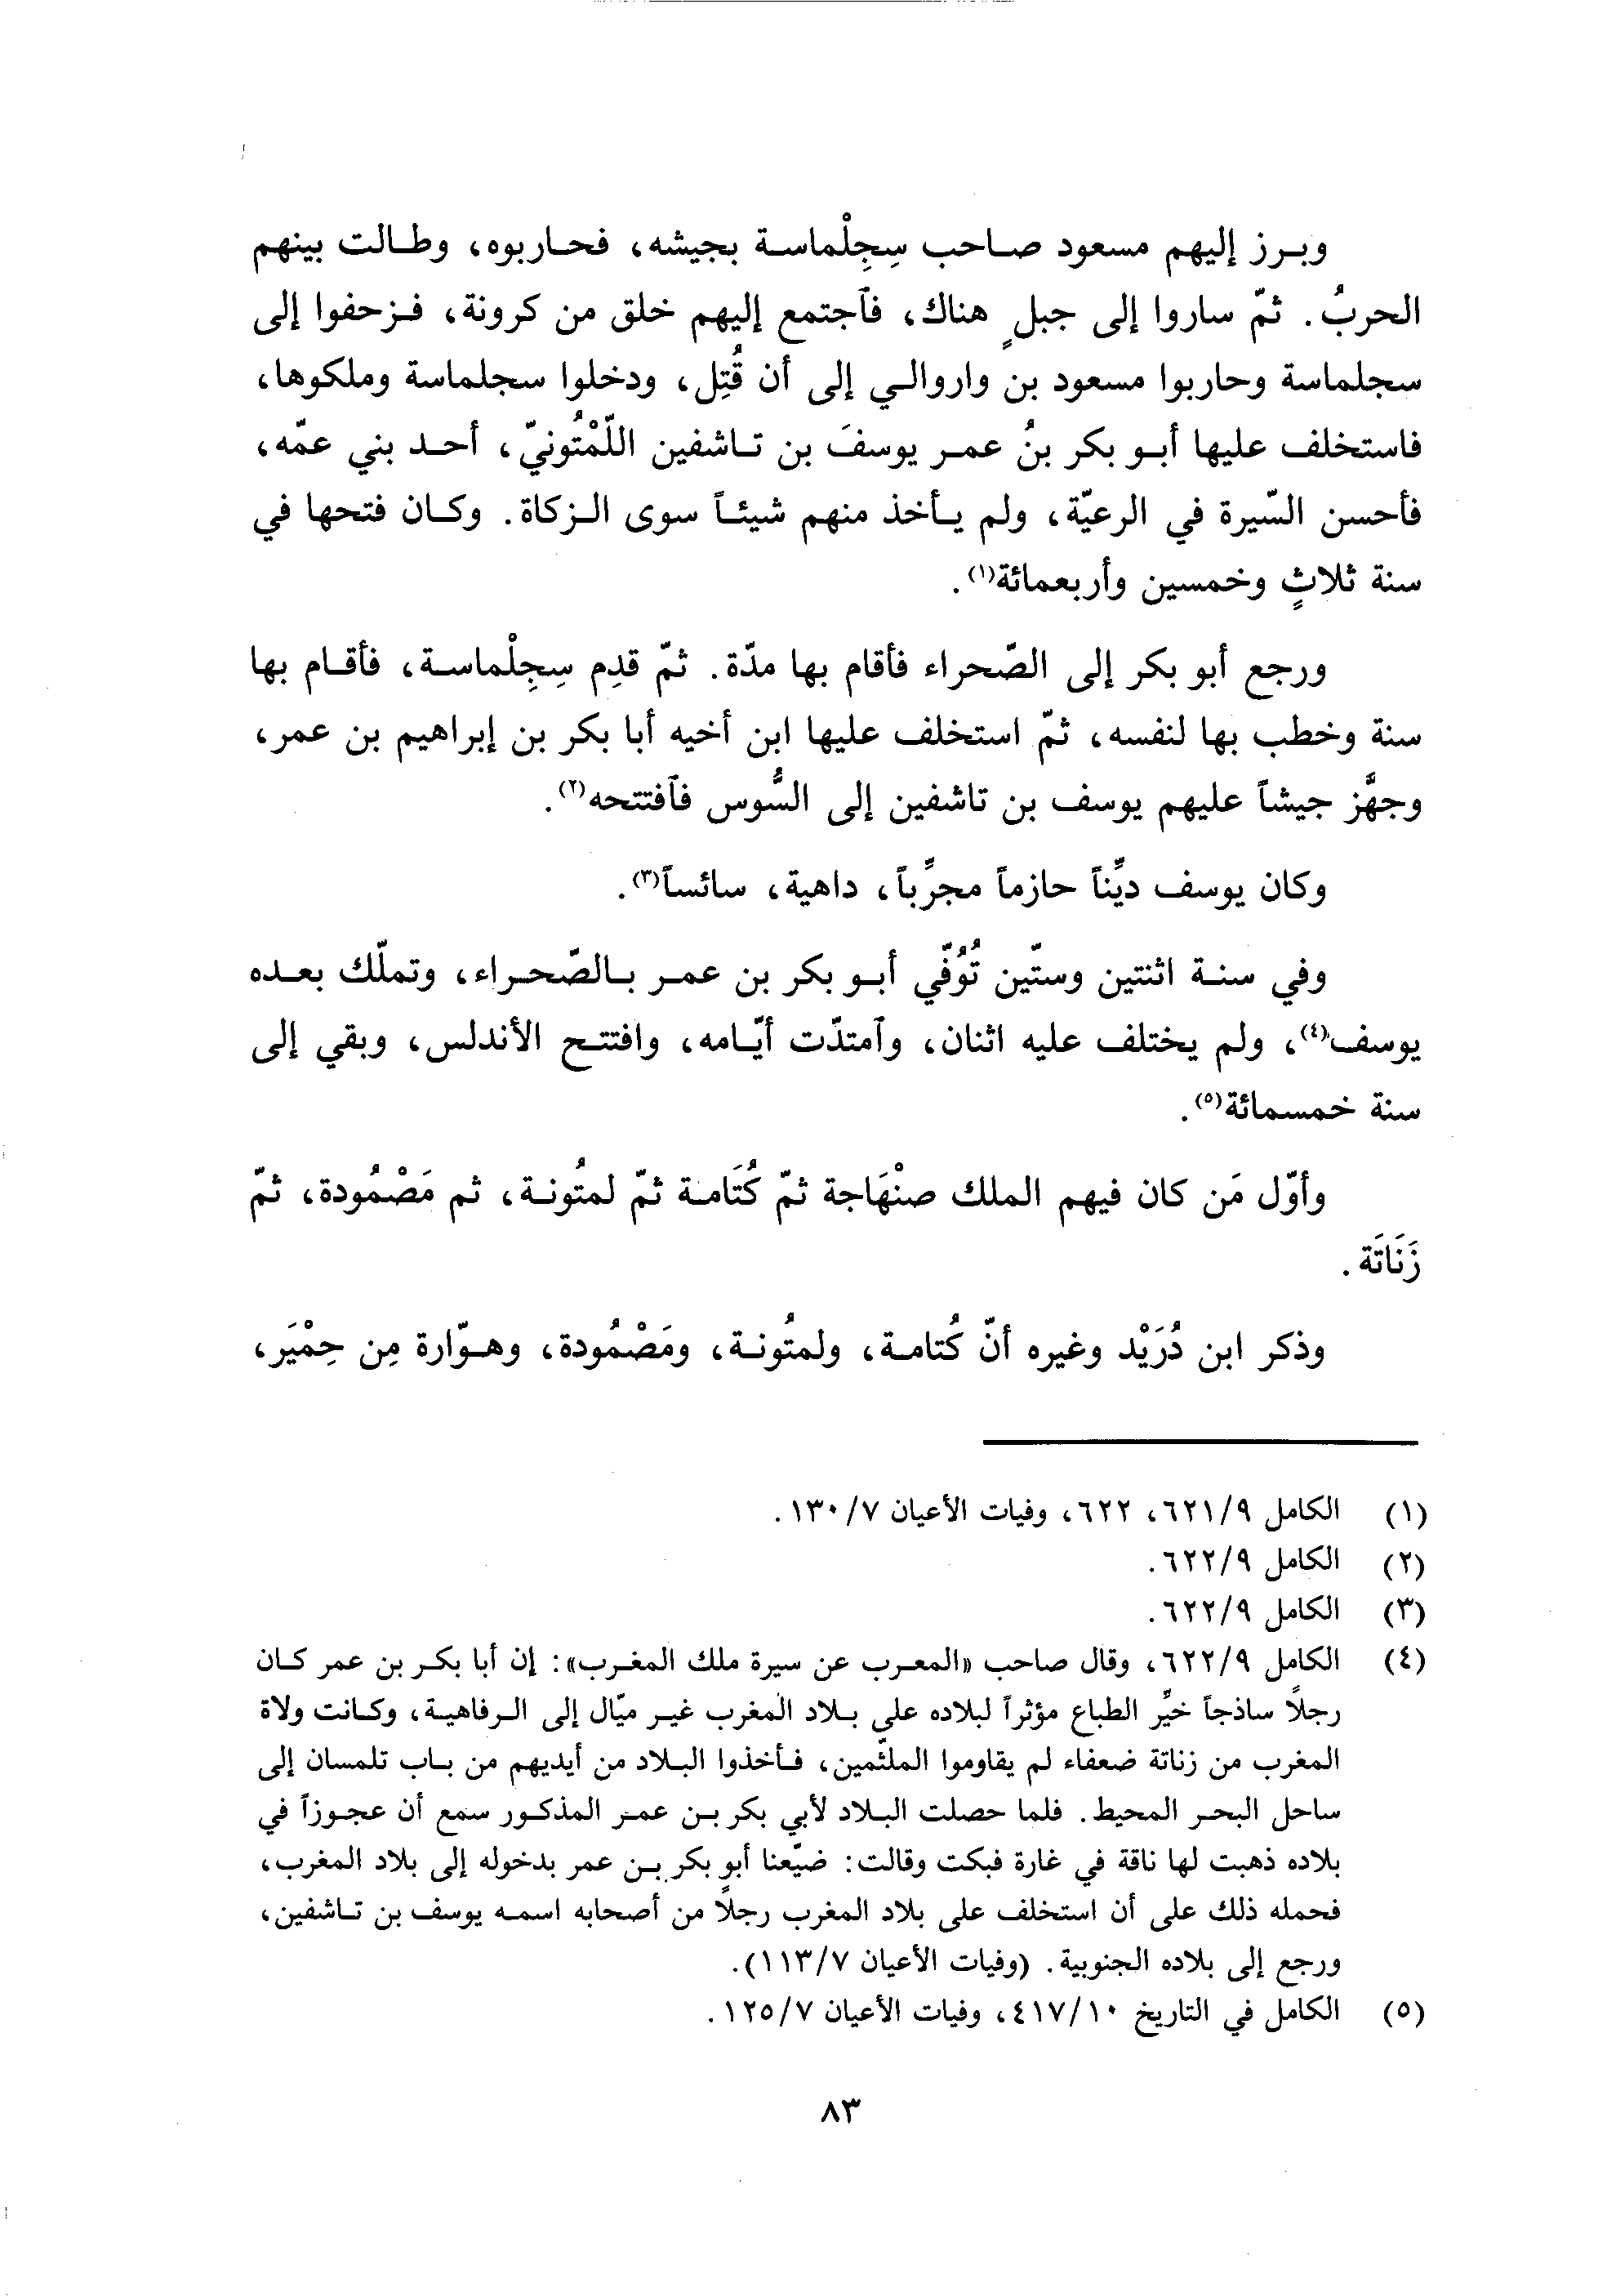 وبرز إليهم مسعود صاحب سِجِلْماسة بجيشه، فحاربوه، وطالت بينهم
الحربُ. ثمّ ساروا إلى جبلٍ هناك، فآجتمع إليهم خلق من كرونة، فزحفوا إلى
سجلماسة وحاربوا مسعود بن واروالي إلى أن قُتِل، ودخلوا سجلماسة وملكوها،
فاستخلف عليها أبو بكر بنُ عمر يوسفَ بن تاشفين اللّمْتُونيّ، أحد بني عمّه،
فأحسن السّيرة في الرعيّة، ولم يأخذ منهم شيئاً سوى الزكاة. وكان فتحها في
سنة ثلاثٍ وخمسين وأربعمائة(١).
ورجع أبو بكر إلى الصّحراء فأقام بها مدّة. ثمّ قدِم سِجِلْماسة، فأقام بها
سنة وخطب بها لنفسه، ثمّ استخلف عليها ابن أخيه أبا بكر بن إبراهيم بن عمر،
وجهَّز جيشاً عليهم يوسف بن تاشفين إلى السُّوس فآفتتحه(٢).
وكان يوسف ديِّناً حازماً مجرِّباً، داهية، سائساً(٣).
وفي سنة اثنتين وستّين تُوُفّي أبو بكر بن عمر بالصّحراء، وتملّك بعده
يوسف(٤)، ولم يختلف عليه اثنان، وآمتدّت أيّامه، وافتتح الأندلس، وبقي إلى
سنة خمسمائة(٥).
وأوّل مَن كان فيهم الملك صنْهَاجة ثمّ كُتَامة ثمّ لمتُونة، ثم مَصْمُودة، ثمّ
زَنَاتَة.
وذكر ابن دُرَيْد وغيره أنّ كُتامة، ولمتُونة، ومَصْمُودة، وهوّارة مِن حِمْيَر،
(١) الكامل ٦٢١/٩، ٦٢٢، وفيات الأعيان ١٣٠/٧.
(٢) الكامل ٦٢٢/٩.
(٣) الكامل ٦٢٢/٩.
(٤) الكامل ٦٢٢/٩، وقال صاحب «المعرب عن سيرة ملك المغرب»: إن أبا بكر بن عمر كان
رجلاً ساذجاً خيِّر الطباع مؤثراً لبلاده على بلاد المغرب غير ميّال إلى الرفاهية، وكانت ولاة
المغرب من زناتة ضعفاء لم يقاوموا الملثّمين، فأخذوا البلاد من أيديهم من باب تلمسان إلى
ساحل البحر المحيط. فلما حصلت البلاد لأبي بكر بن عمر المذكور سمع أن عجوزاً في
بلاده ذهبت لها ناقة في غارة فبكت وقالت: ضيّعنا أبو بكر بن عمر بدخوله إلى بلاد المغرب،
فحمله ذلك على أن استخلف على بلاد المغرب رجلاً من أصحابه اسمه يوسف بن تاشفين،
ورجع إلى بلاده الجنوبية. (وفيات الأعيان ١١٣/٧).
(٥) الكامل في التاريخ ٤١٧/١٠، وفيات الأعيان ١٢٥/٧.
٨٣